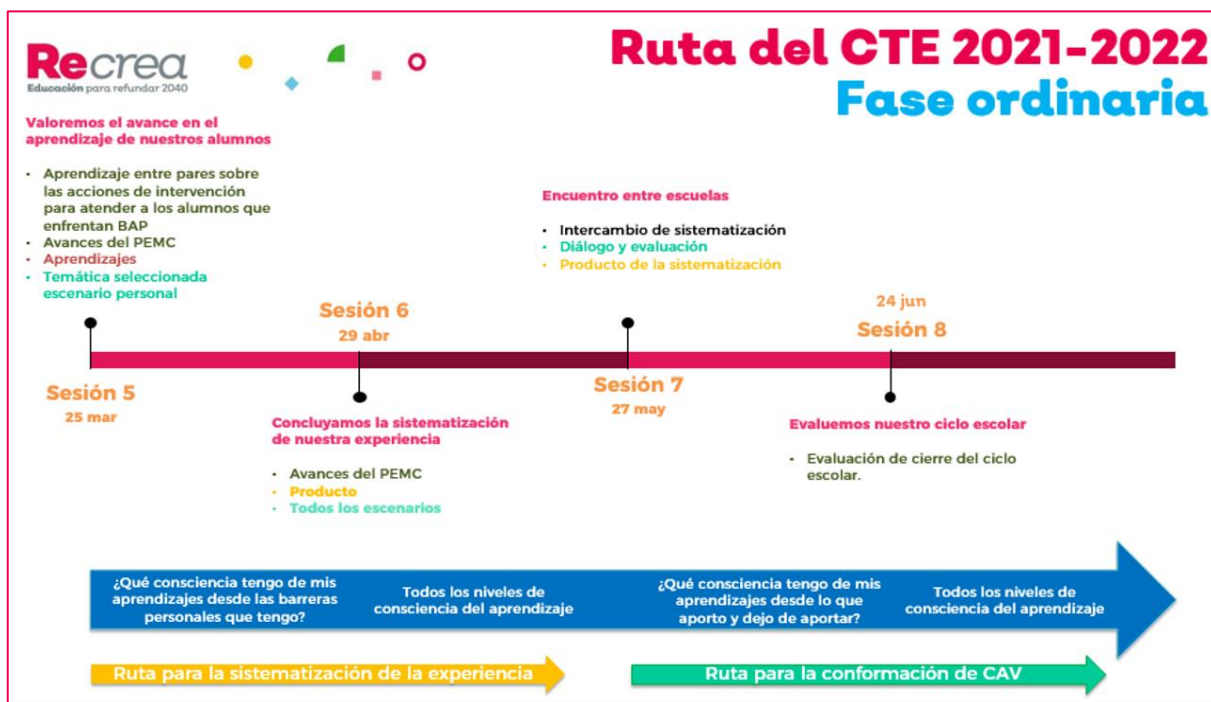 Recrea
Educación para refundar 2040
Ruta del CTE 2021-2022
Fase ordinaria
Valoremos el avance en el
aprendizaje de nuestros alumnos
• Aprendizaje entre pares sobre
las acciones de intervención
para atender a los alumnos que
enfrentan BAP
• Avances del PEMC
• Aprendizajes
• Temática seleccionada
escenario personal
Encuentro entre escuelas
• Intercambio de sistematización
• Diálogo y evaluación
• Producto de la sistematización
Sesión 6
29 abr
24 jun
Sesión 8
Sesión 5
25 mar
Sesión 7
27 may
Concluyamos la sistematización
de nuestra experiencia
• Avances del PEMC
• Producto
• Todos los escenarios
Evaluemos nuestro ciclo escolar
• Evaluación de cierre del ciclo
escolar.
¿Qué consciencia tengo de mis
aprendizajes desde las barreras
personales que tengo?
Todos los niveles de
consciencia del aprendizaje
¿Qué consciencia tengo de mis
aprendizajes desde lo que
aporto y dejo de aportar?
Todos los niveles de
consciencia del aprendizaje
Ruta para la sistematización de la experiencia
Ruta para la conformación de CAV